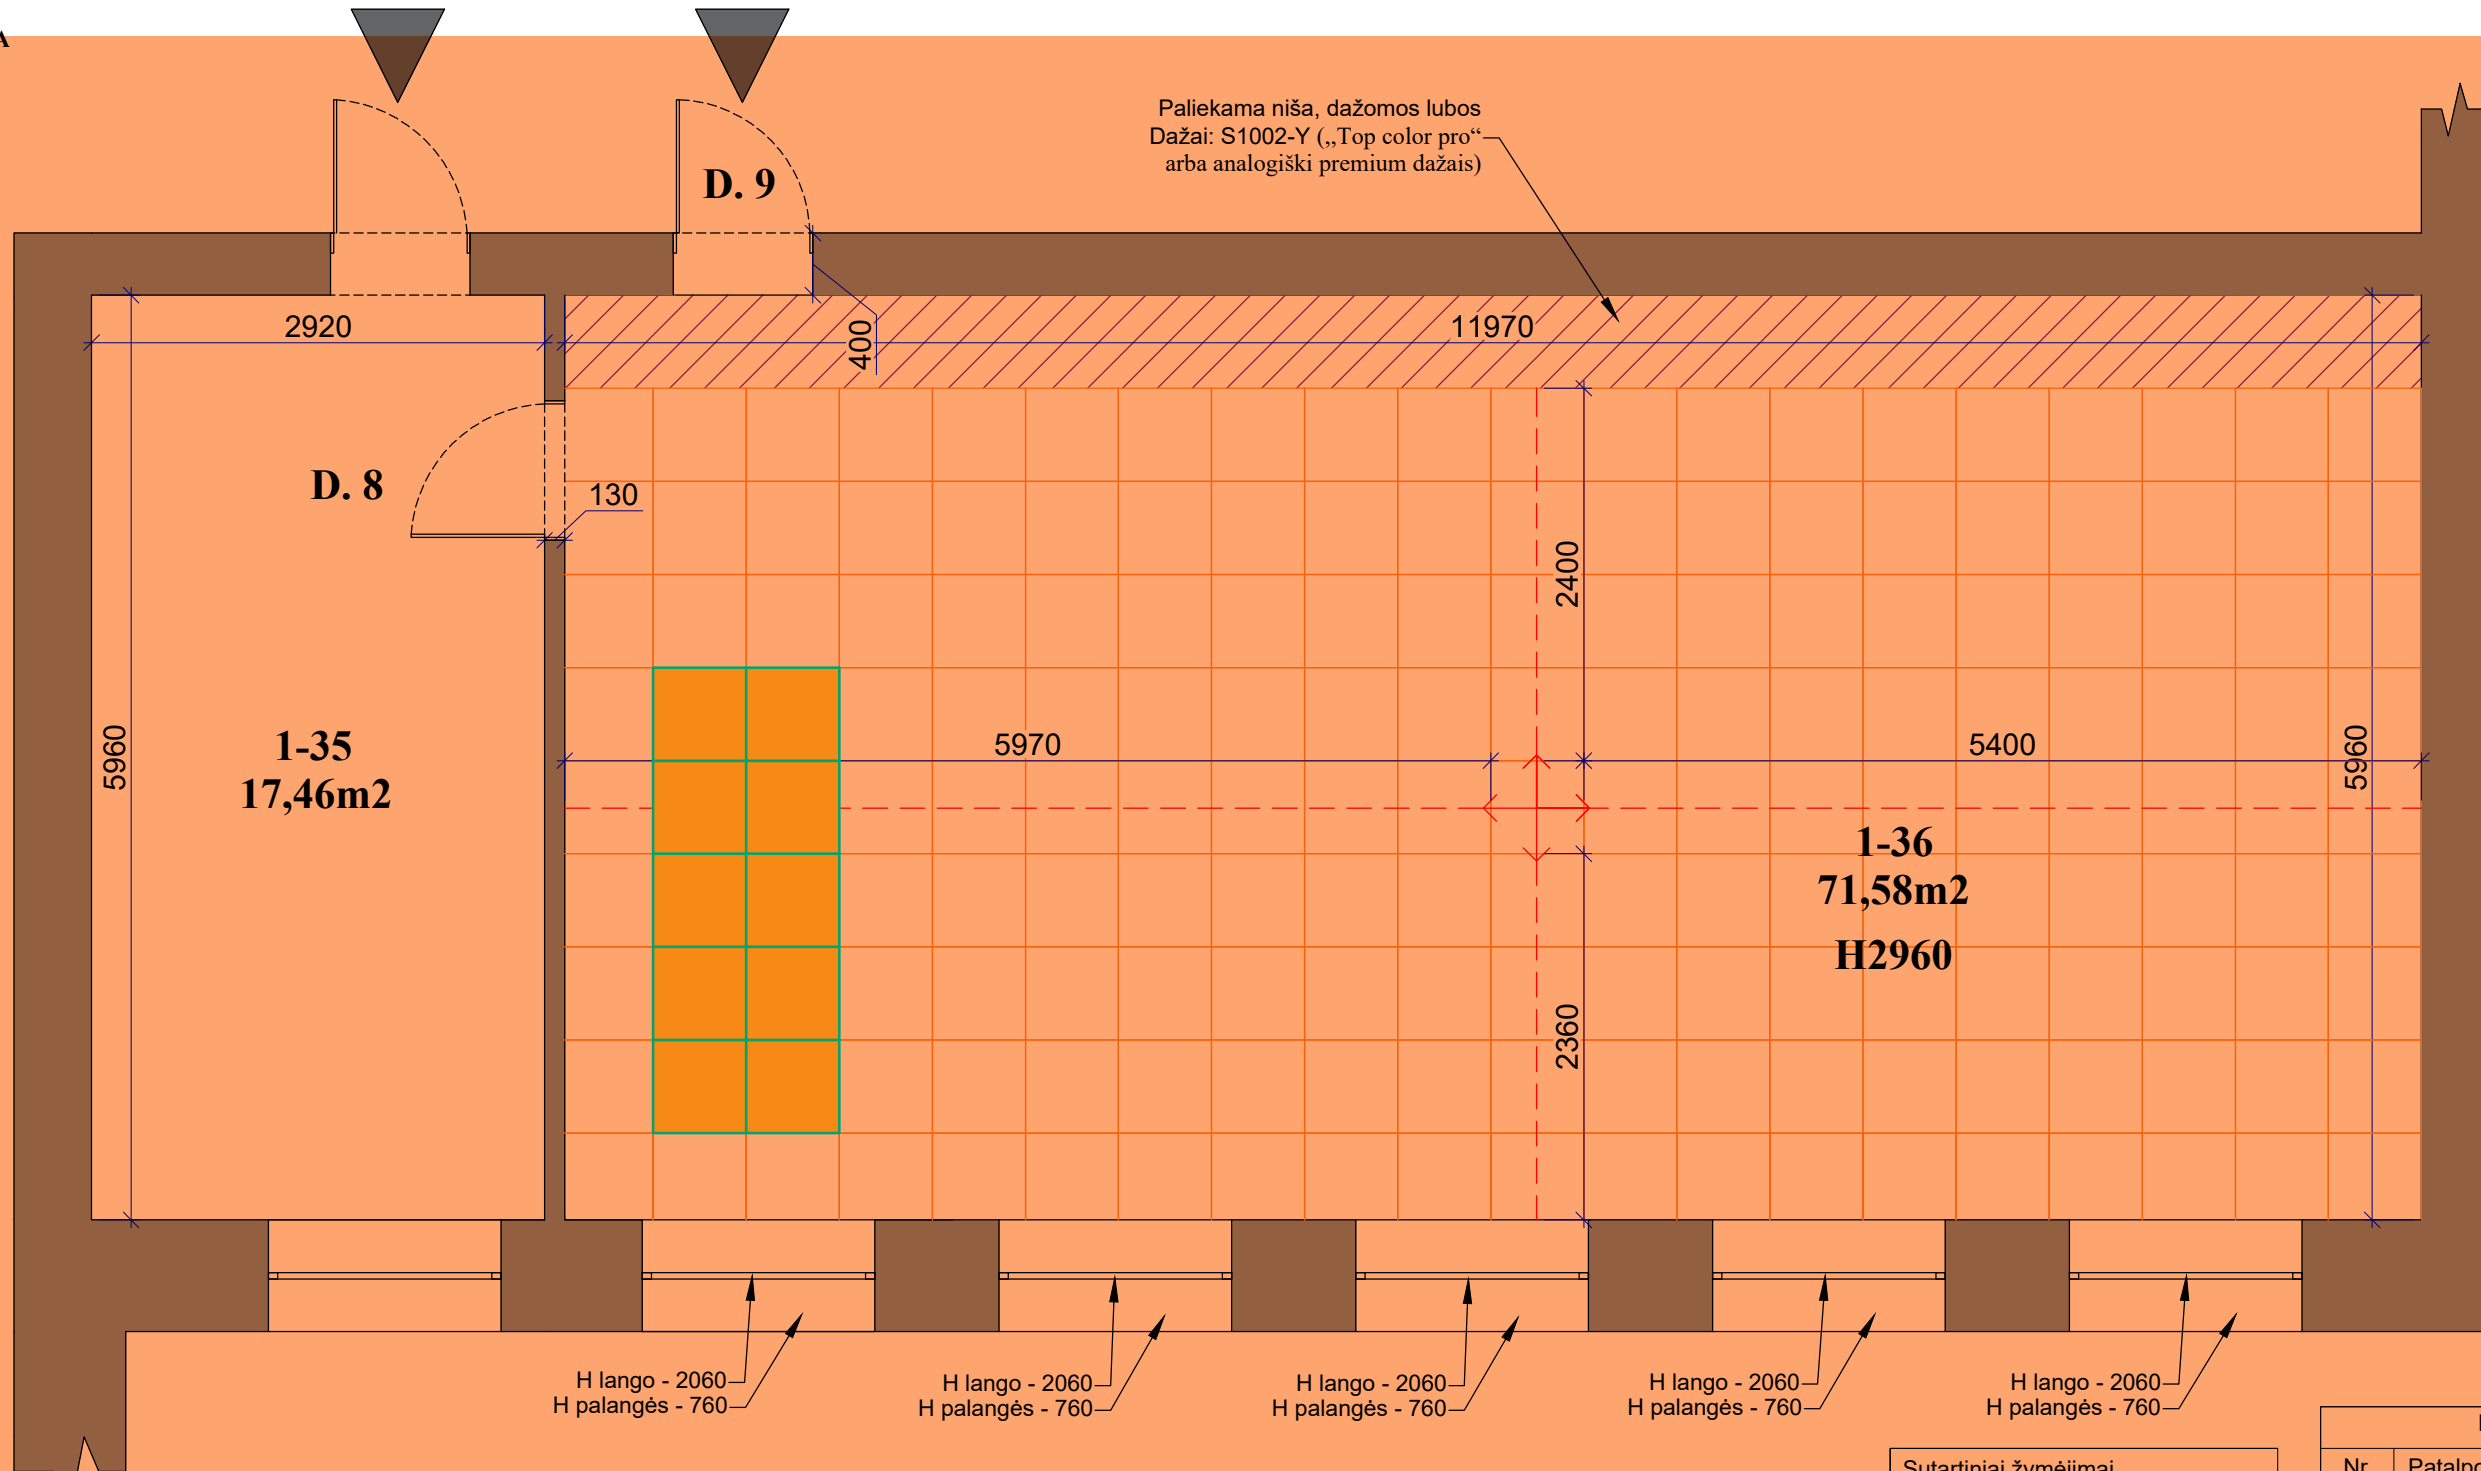 Paliekama niša, dažomos lubos
Dažai: S1002-Y („Top color pro“
arba analogiški premium dažais)
D. 9
2920
400
11970
D. 8
130
2400
5960
1-35
17,46m2
5970
5400
5960
1-36
71,58m2
H2960
2360
H lango - 2060
H palangės - 760
H lango - 2060
H palangės - 760
H lango - 2060
H palangės - 760
H lango - 2060
H palangės - 760
H lango - 2060
H palangės - 760
Sutartiniai žymėjimai
Nr